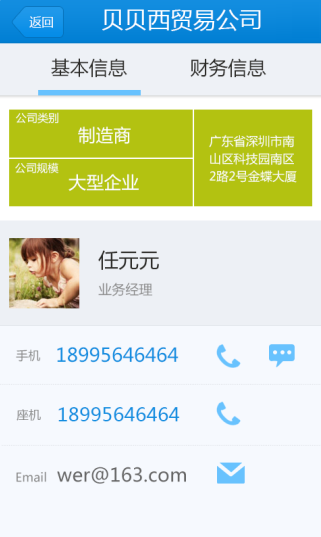 返回
贝贝西贸易公司
基本信息
财务信息
公司类别
制造商
公司规模
大型企业
广东省深圳市南
山区科技园南区
2路2号金蝶大厦
任元元
业务经理
手机 18995646464
座机 18995646464
Email wer@163.com